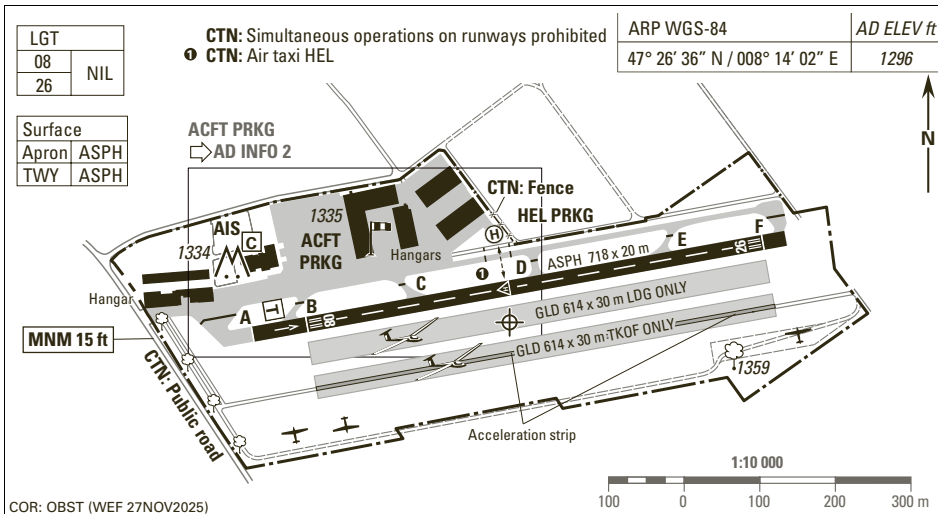 LGT
08
26
NIL
CTN: Simultaneous operations on runways prohibited
1 CTN: Air taxi HEL
ARP WGS-84
AD ELEV ft
47° 26' 36" N / 008° 14' 02" E
1296
Surface
Apron ASPH
TWY ASPH
ACFT PRKG
AD INFO 2
N
CTN: Fence
HEL PRKG
H
1335
AIS
C
1334
ACFT
PRKG
Hangars
1
D
ASPH 718 x 20 m
E
F
26
C
Hangar
A
T
B
08
GLD 614 x 30 m LDG ONLY
GLD 614 x 30 m TKOF ONLY
MNM 15 ft
CTN: Public road
1359
Acceleration strip
1:10 000
100 0 100 200 300 m
COR: OBST (WEF 27NOV2025)